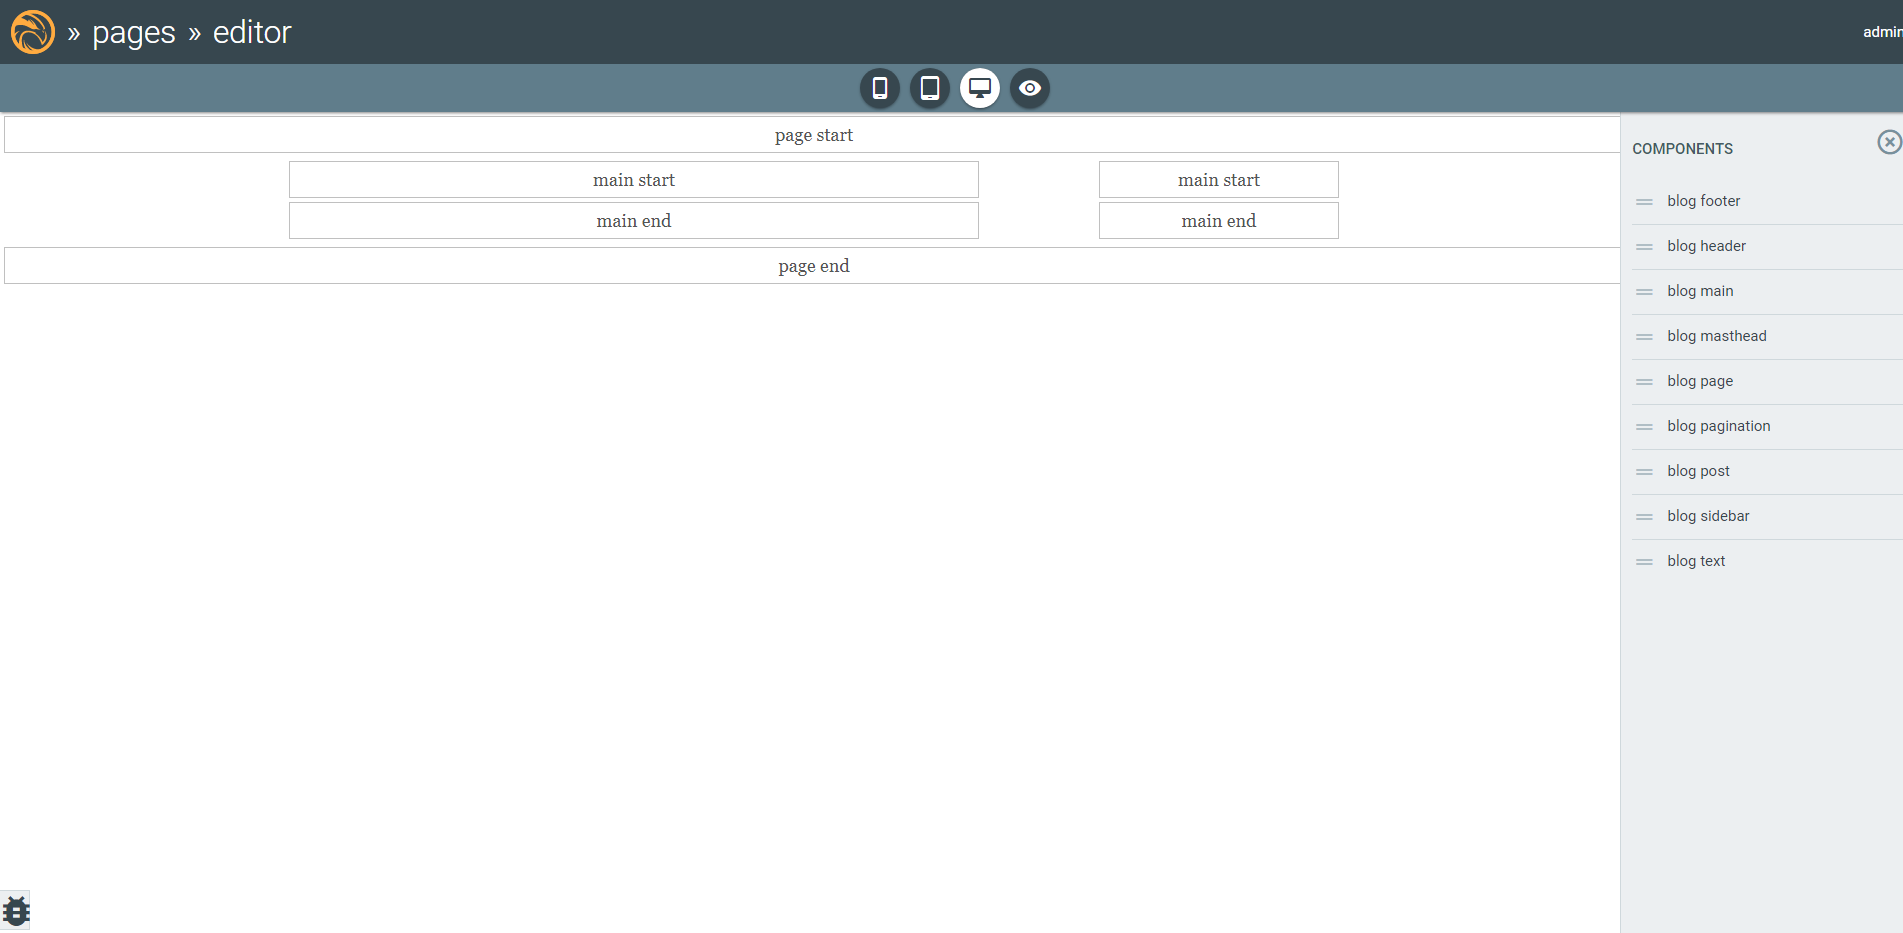 » pages » editor
admin
page start
main start
main start
main end
main end
page end
COMPONENTS
blog footer
blog header
blog main
blog masthead
blog page
blog pagination
blog post
blog sidebar
blog text